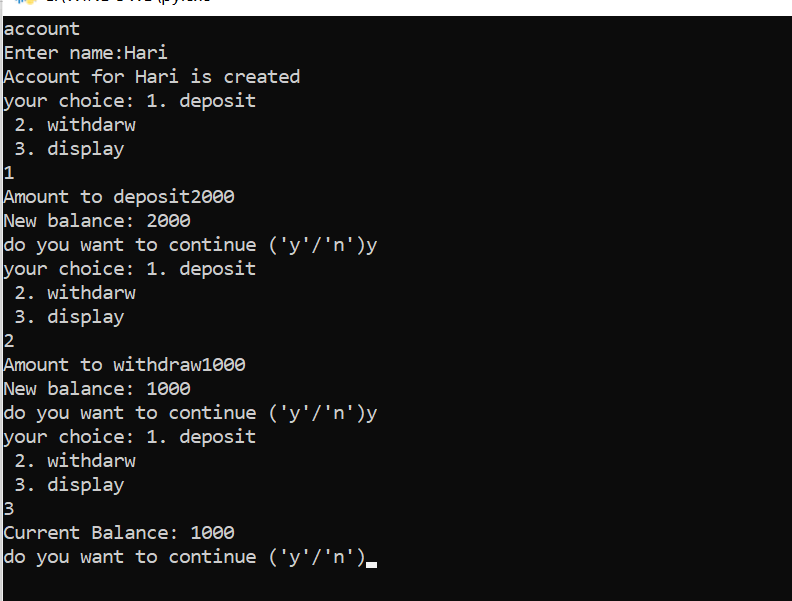 account
Enter name:Hari
Account for Hari is created
your choice: 1. deposit
 2. withdarw
 3. display
1
Amount to deposit2000
New balance: 2000
do you want to continue ('y'/'n')y
your choice: 1. deposit
 2. withdarw
 3. display
2
Amount to withdraw1000
New balance: 1000
do you want to continue ('y'/'n')y
your choice: 1. deposit
 2. withdarw
 3. display
3
Current Balance: 1000
do you want to continue ('y'/'n')